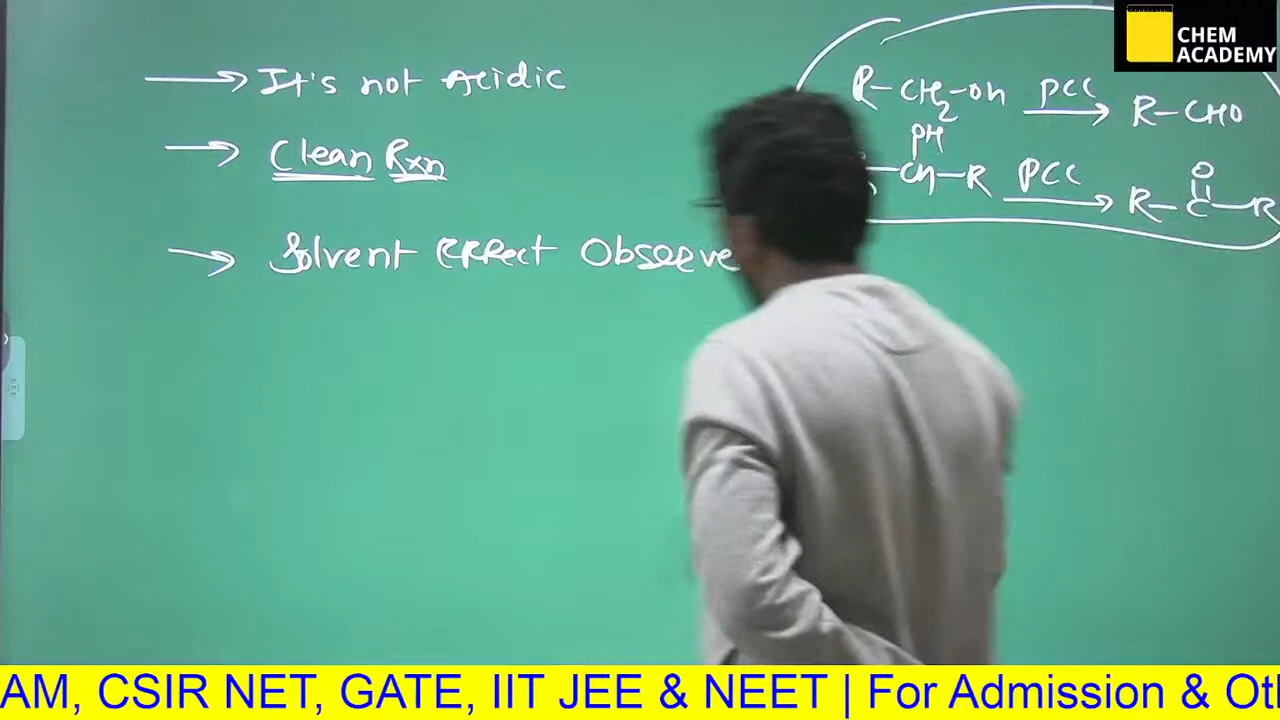 → It's not Acidic
→ Clean Rxn
→ Solvent Effect Observe
R-CH2-OH PCC→ R-CHO
OH
CH-R PCC→ R-C-R
O
CHEM
ACADEMY
AM, CSIR NET, GATE, IIT JEE & NEET | For Admission & Ot